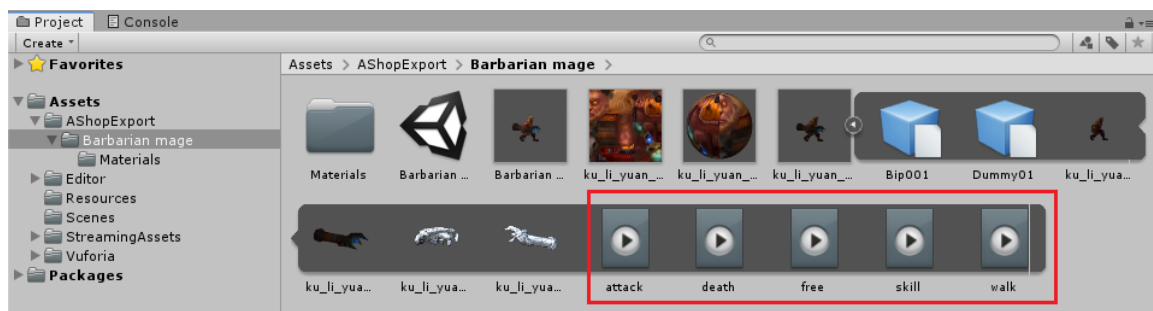 Project Console
Create
Favorites
Assets > AShopExport > Barbarian mage >
Assets
AShopExport
Barbarian mage
Materials
Editor
Resources
Scenes
StreamingAssets
Vuforia
Packages
Materials Barbarian ... Barbarian ... ku_li_yuan_... ku_li_yuan_... ku_li_yuan_... Bip001 Dummy01 ku_li_yua...
ku_li_yua... ku_li_yua... ku_li_yua... attack death free skill walk